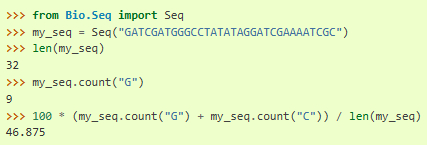 >>> from Bio.Seq import Seq
>>> my_seq = Seq("GATCGATGGGCCTATATAGGATCGAAAATCGC")
>>> len(my_seq)
32
>>> my_seq.count("G")
9
>>> 100 * (my_seq.count("G") + my_seq.count("C")) / len(my_seq)
46.875